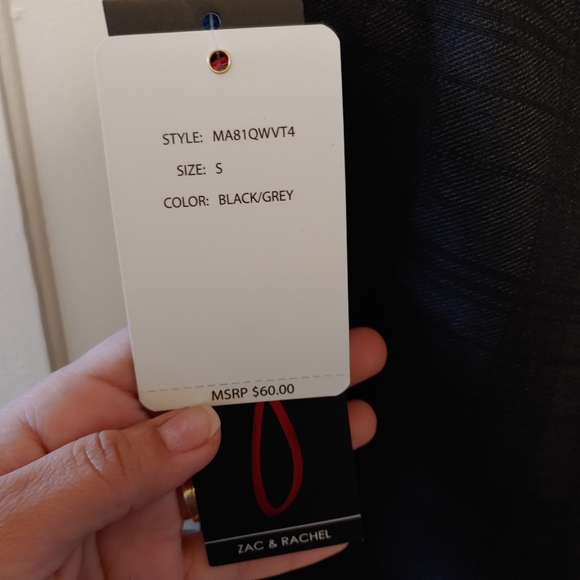 STYLE: MA81QWVT4
SIZE: S
COLOR: BLACK/GREY
MSRP $60.00
ZAC & RACHEL